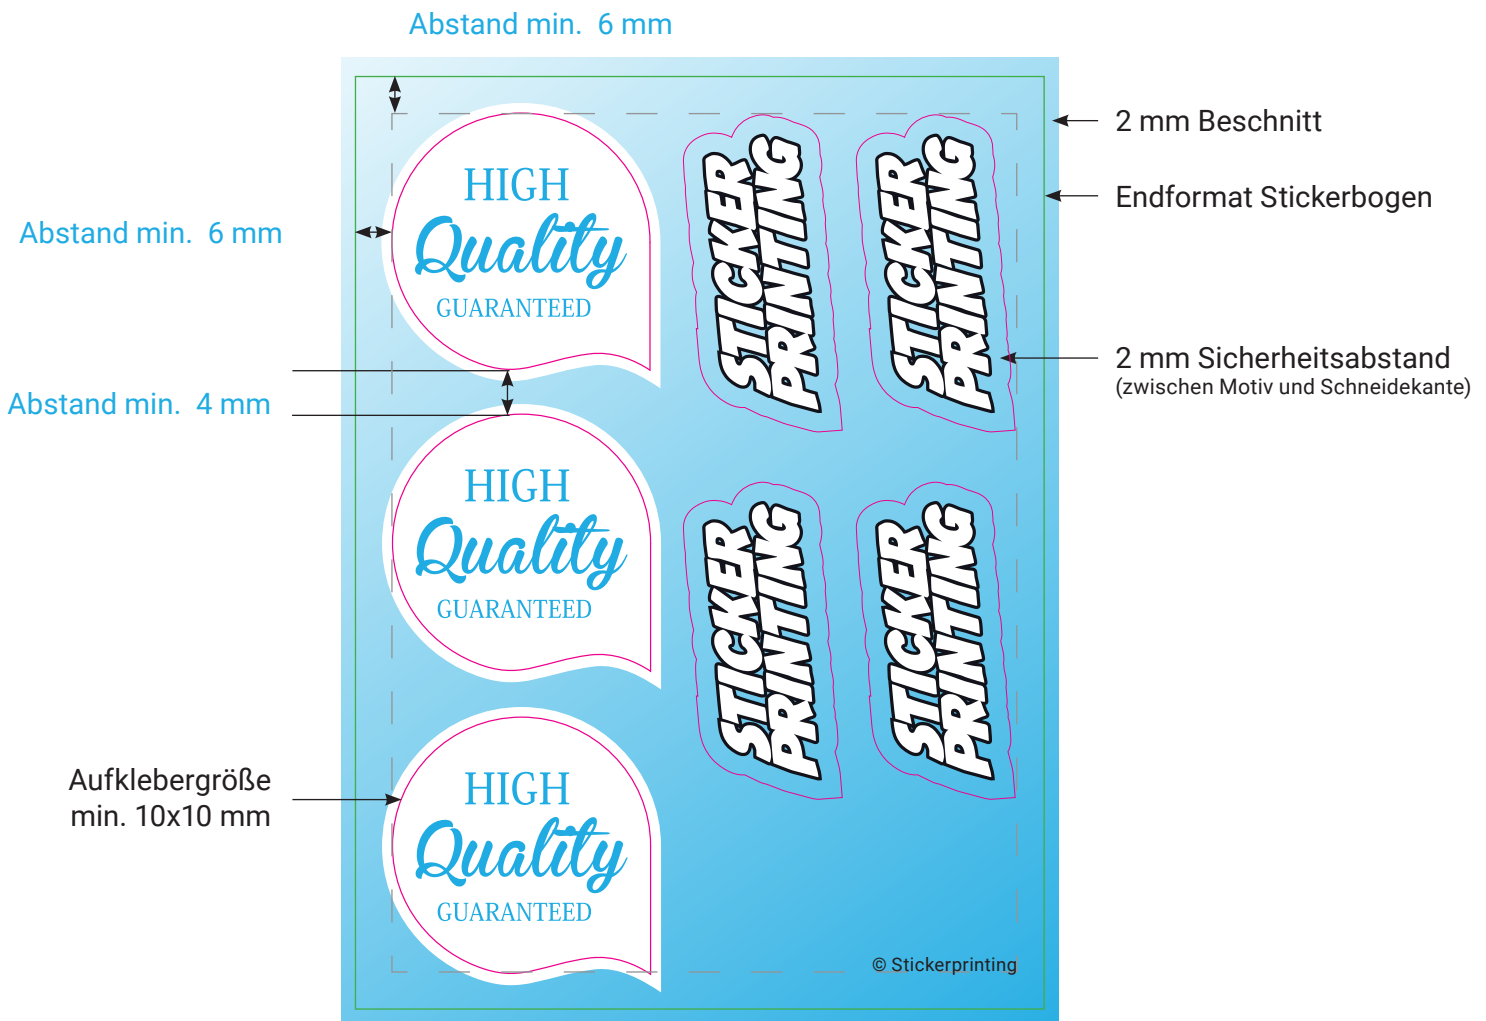 Abstand min. 6 mm
2 mm Beschnitt
Endformat Stickerbogen
Abstand min. 6 mm
2 mm Sicherheitsabstand
(zwischen Motiv und Schneidekante)
Abstand min. 4 mm
Aufklebergröße
min. 10x10 mm
HIGH
Quality
GUARANTEED
HIGH
Quality
GUARANTEED
HIGH
Quality
GUARANTEED
STICKER
PRINTING
STICKER
PRINTING
STICKER
PRINTING
STICKER
PRINTING
© Stickerprinting